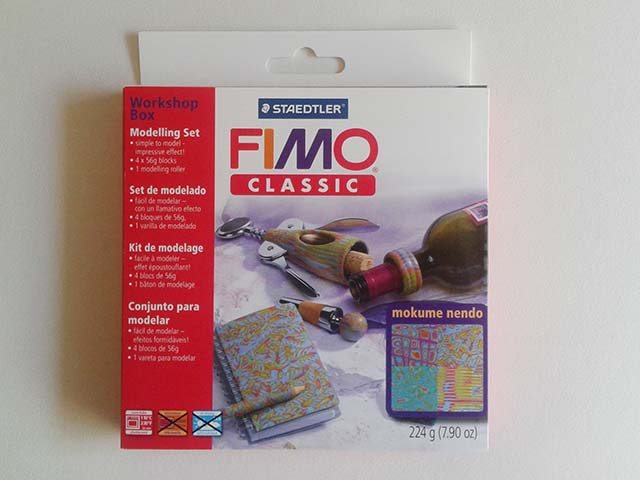 Workshop
Box
Modelling Set
• simple to model -
impressive effect!
• 4 x 56g blocks
• 1 modelling roller
Set de modelado
• fácil de modelar –
con un llamativo efecto
• 4 bloques de 56g,
• 1 varilla de modelado
Kit de modelage
• facile à modeler –
effet époustouflant!
• 4 blocs de 56g
• 1 bâton de modelage
Conjunto para
modelar
• fácil de modelar –
efeitos formidáveis!
• 4 blocos de 56g
• 1 vareta para modelar
STAEDTLER®
FIMO®
CLASSIC
mokume nendo
224 g (7.90 oz)